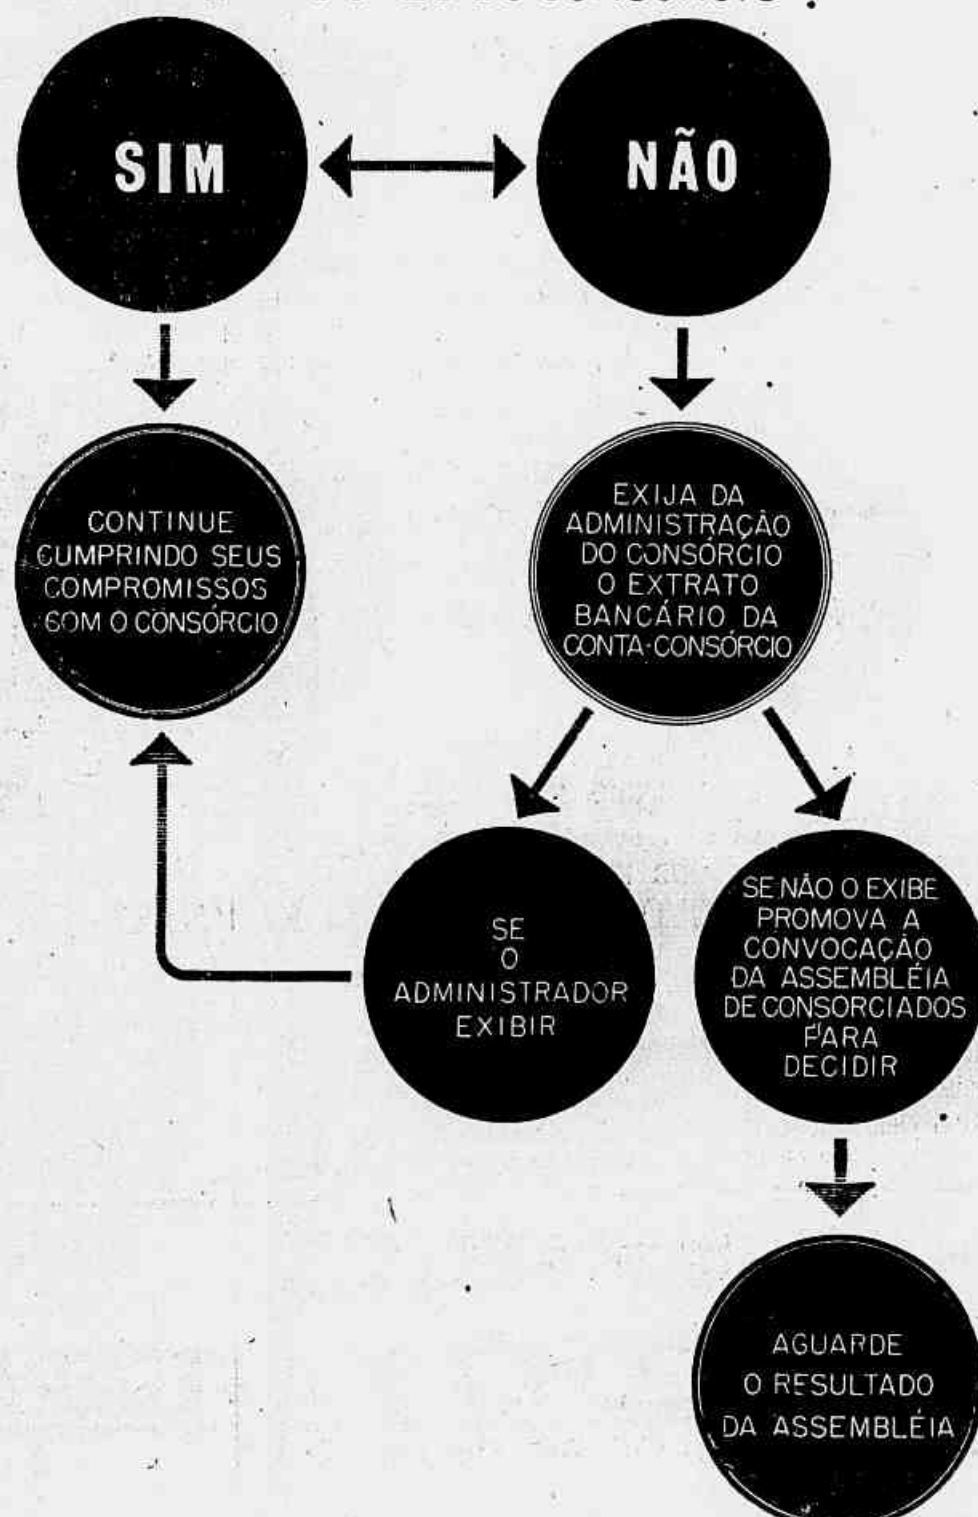 SIM
NÃO
CONTINUE
CUMPRINDO SEUS
COMPROMISSOS
COM O CONSÓRCIO
EXIJA DA
ADMINISTRAÇÃO
DO CONSÓRCIO
O EXTRATO
BANCÁRIO DA
CONTA-CONSÓRCIO
SE
O
ADMINISTRADOR
EXIBIR
SE NÃO O EXIBE
PROMOVA A
CONVOCAÇÃO
DA ASSEMBLÉIA
DE CONSORCIADOS
PARA
DECIDIR
AGUARDE
O RESULTADO
DA ASSEMBLÉIA